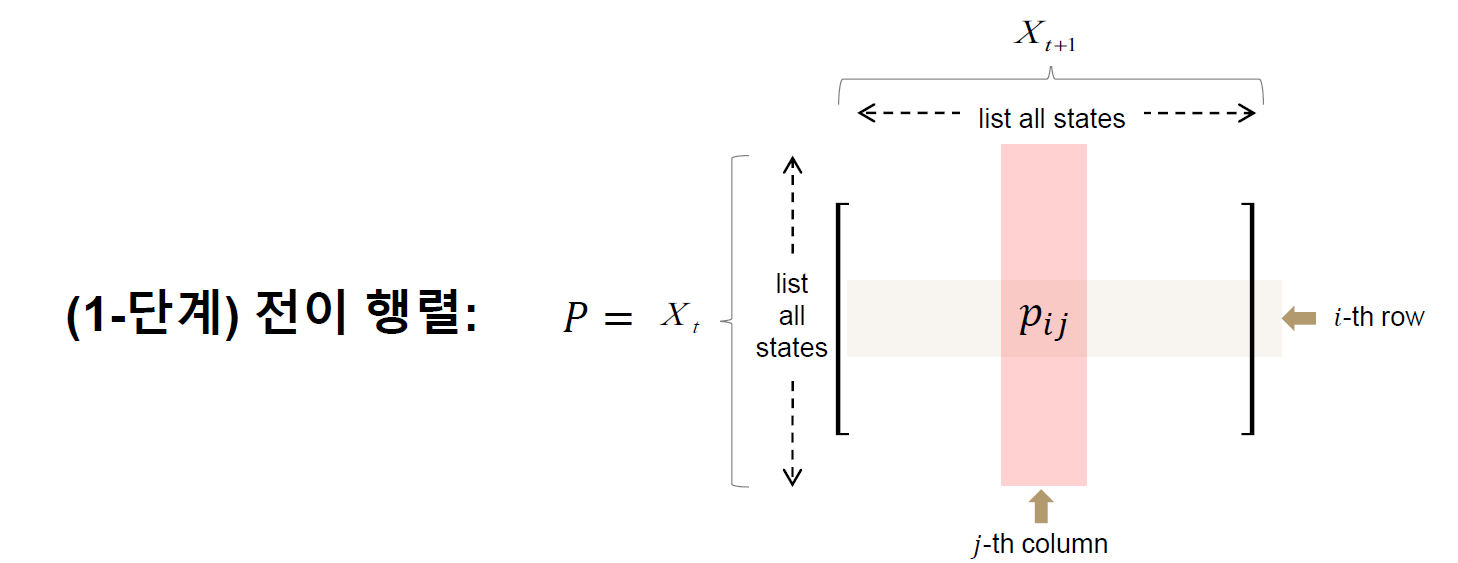 X_{t+1}
list all states
(1-단계) 전이 행렬:
P = X_t
list
all
states
p_{ij}
i-th row
j-th column